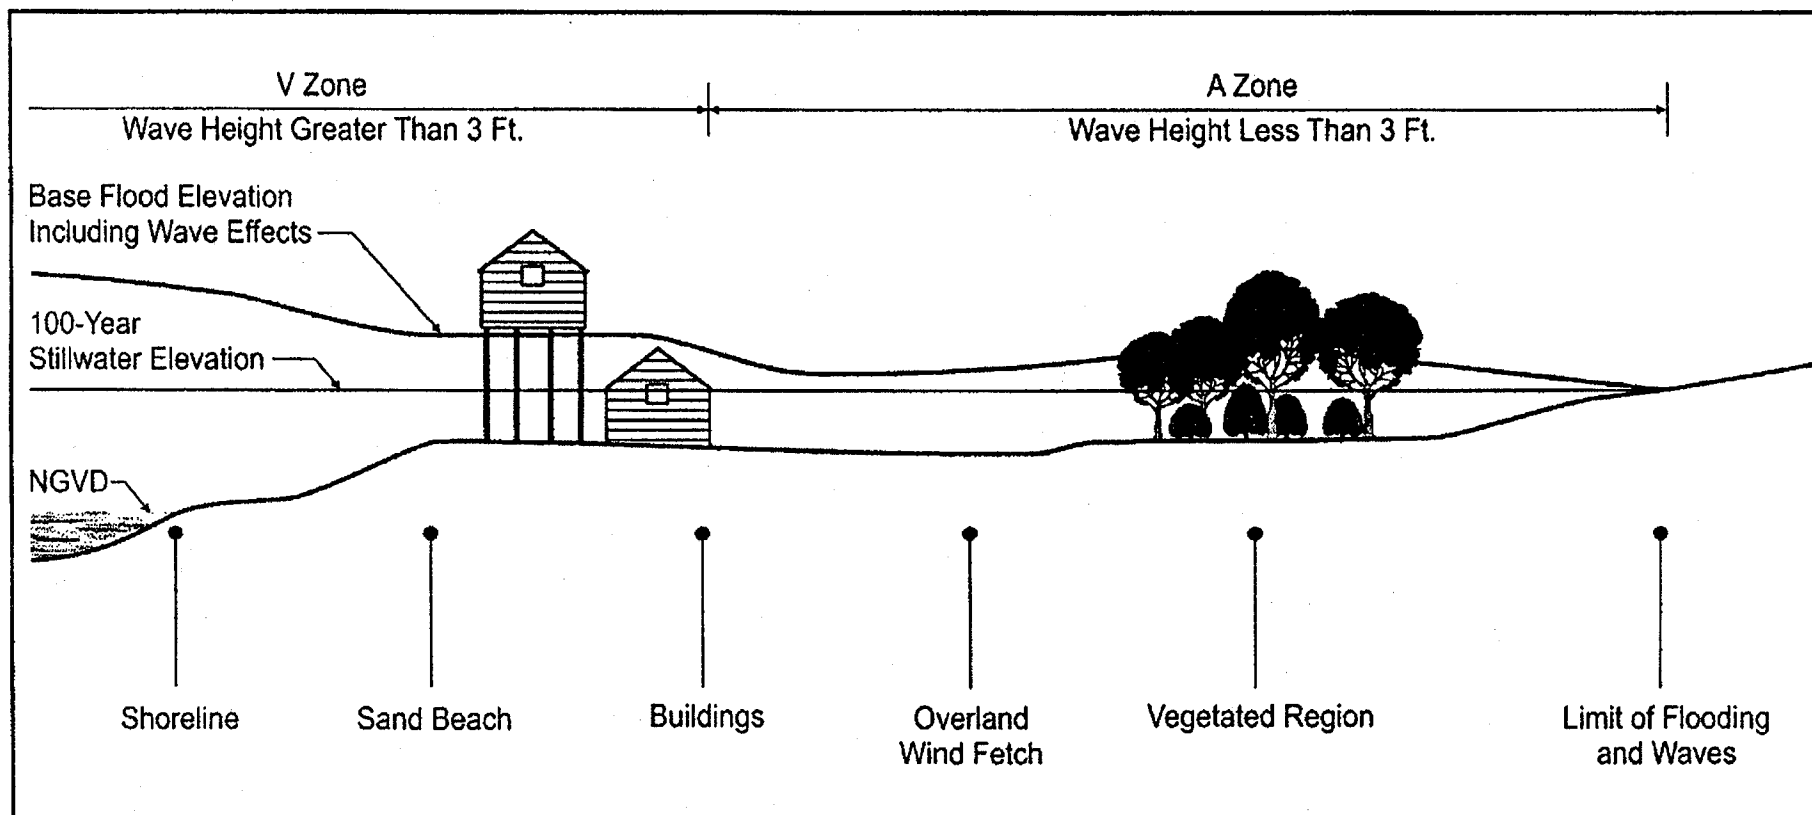 V Zone
Wave Height Greater Than 3 Ft.
A Zone
Wave Height Less Than 3 Ft.
Base Flood Elevation
Including Wave Effects
100-Year
Stillwater Elevation
NGVD
Shoreline
Sand Beach
Buildings
Overland
Wind Fetch
Vegetated Region
Limit of Flooding
and Waves